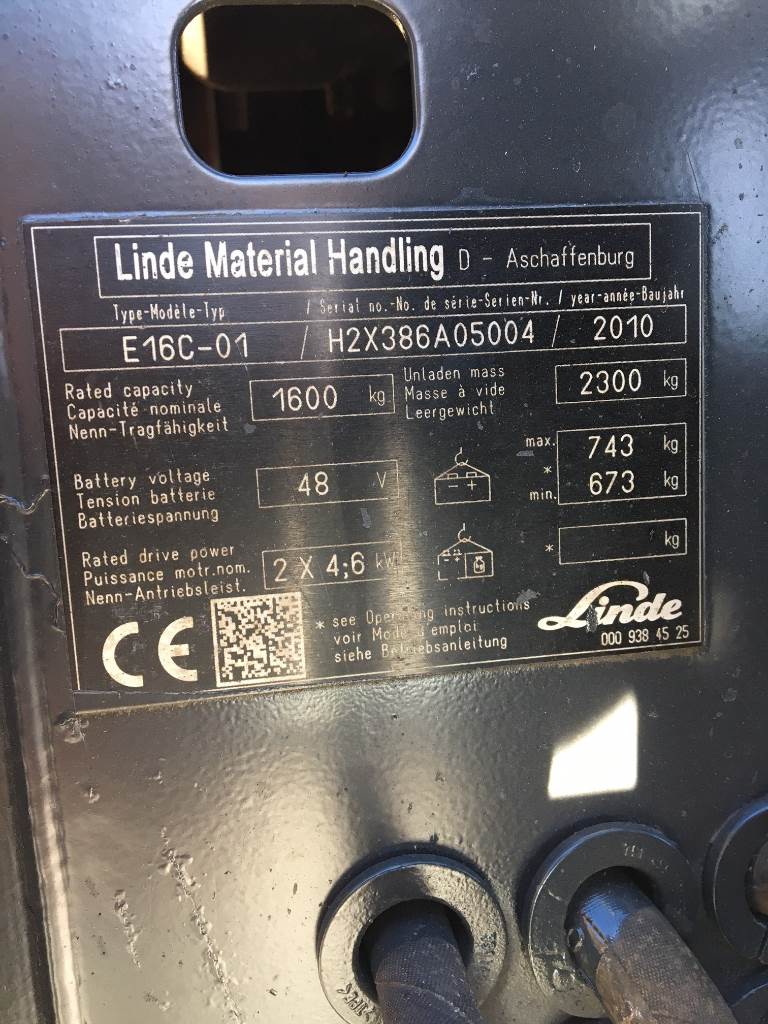 Linde Material Handling D - Aschaffenburg
Type-Modèle-Typ / Serial no.-No. de série-Serien-Nr. / year-année-Baujahr
E16C-01 / H2X386A05004 / 2010
Rated capacity
Capacité nominale
Nenn-Tragfähigkeit
1600 kg
Unladen mass
Masse à vide
Leergewicht
2300 kg
Battery voltage
Tension batterie
Batteriespannung
48 V
- +
max. 743 kg
*
min. 673 kg
Rated drive power
Puissance motr.nom.
Nenn-Antriebsleist.
2 X 4;6 kW
* kg
CE
* see Operating instructions
voir Mode d'emploi
siehe Betriebsanleitung
Linde
000 938 45 25